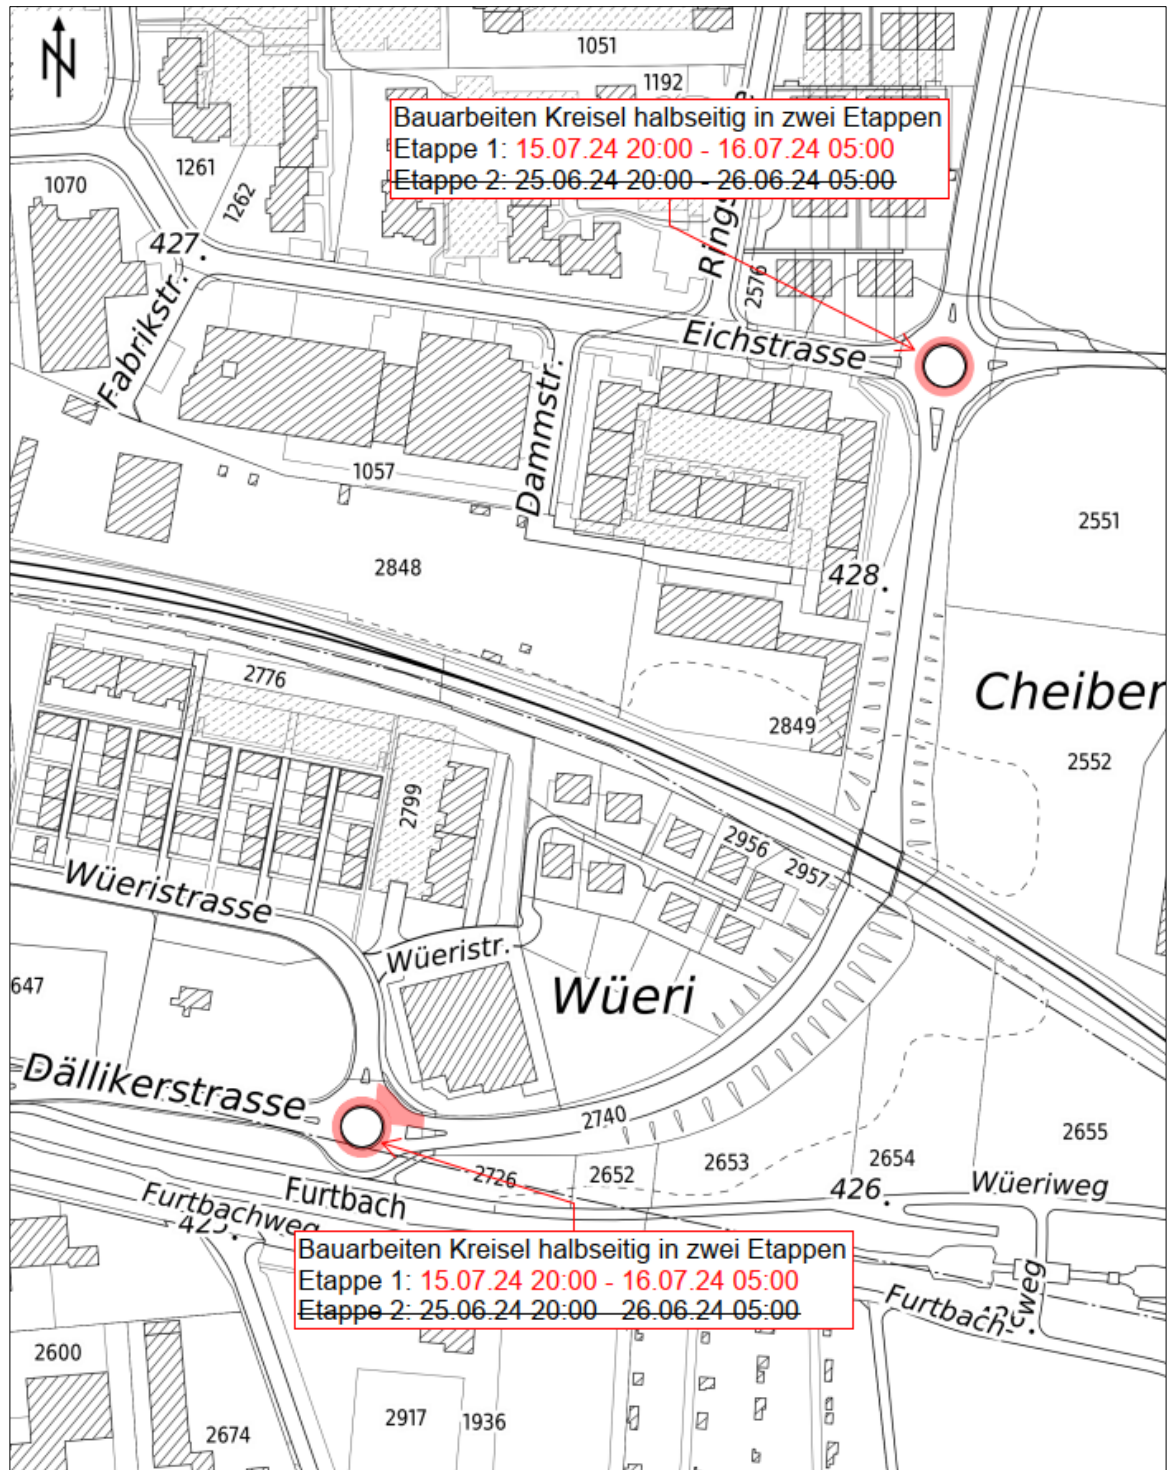 N
1051
1192
Bauarbeiten Kreisel halbseitig in zwei Etappen
Etappe 1: 15.07.24 20:00 - 16.07.24 05:00
Etappe 2: 25.06.24 20:00 - 26.06.24 05:00
1261
1070
1262
427
Rings
2576
Fabrikstr.
Eichstrasse
Dammstr.
1057
2551
2848
428
2776
Cheiber
2849
2552
2799
2956
2957
Wüeristrasse
Wüeristr.
647
Wüeri
Dällikerstrasse
2740
2655
2654
2653
2652
2726
Wüeriweg
426
Furtbach
Furtbachweg
425
Bauarbeiten Kreisel halbseitig in zwei Etappen
Etappe 1: 15.07.24 20:00 - 16.07.24 05:00
Etappe 2: 25.06.24 20:00 - 26.06.24 05:00
Furtbach-
weg
2600
2917
1936
2674